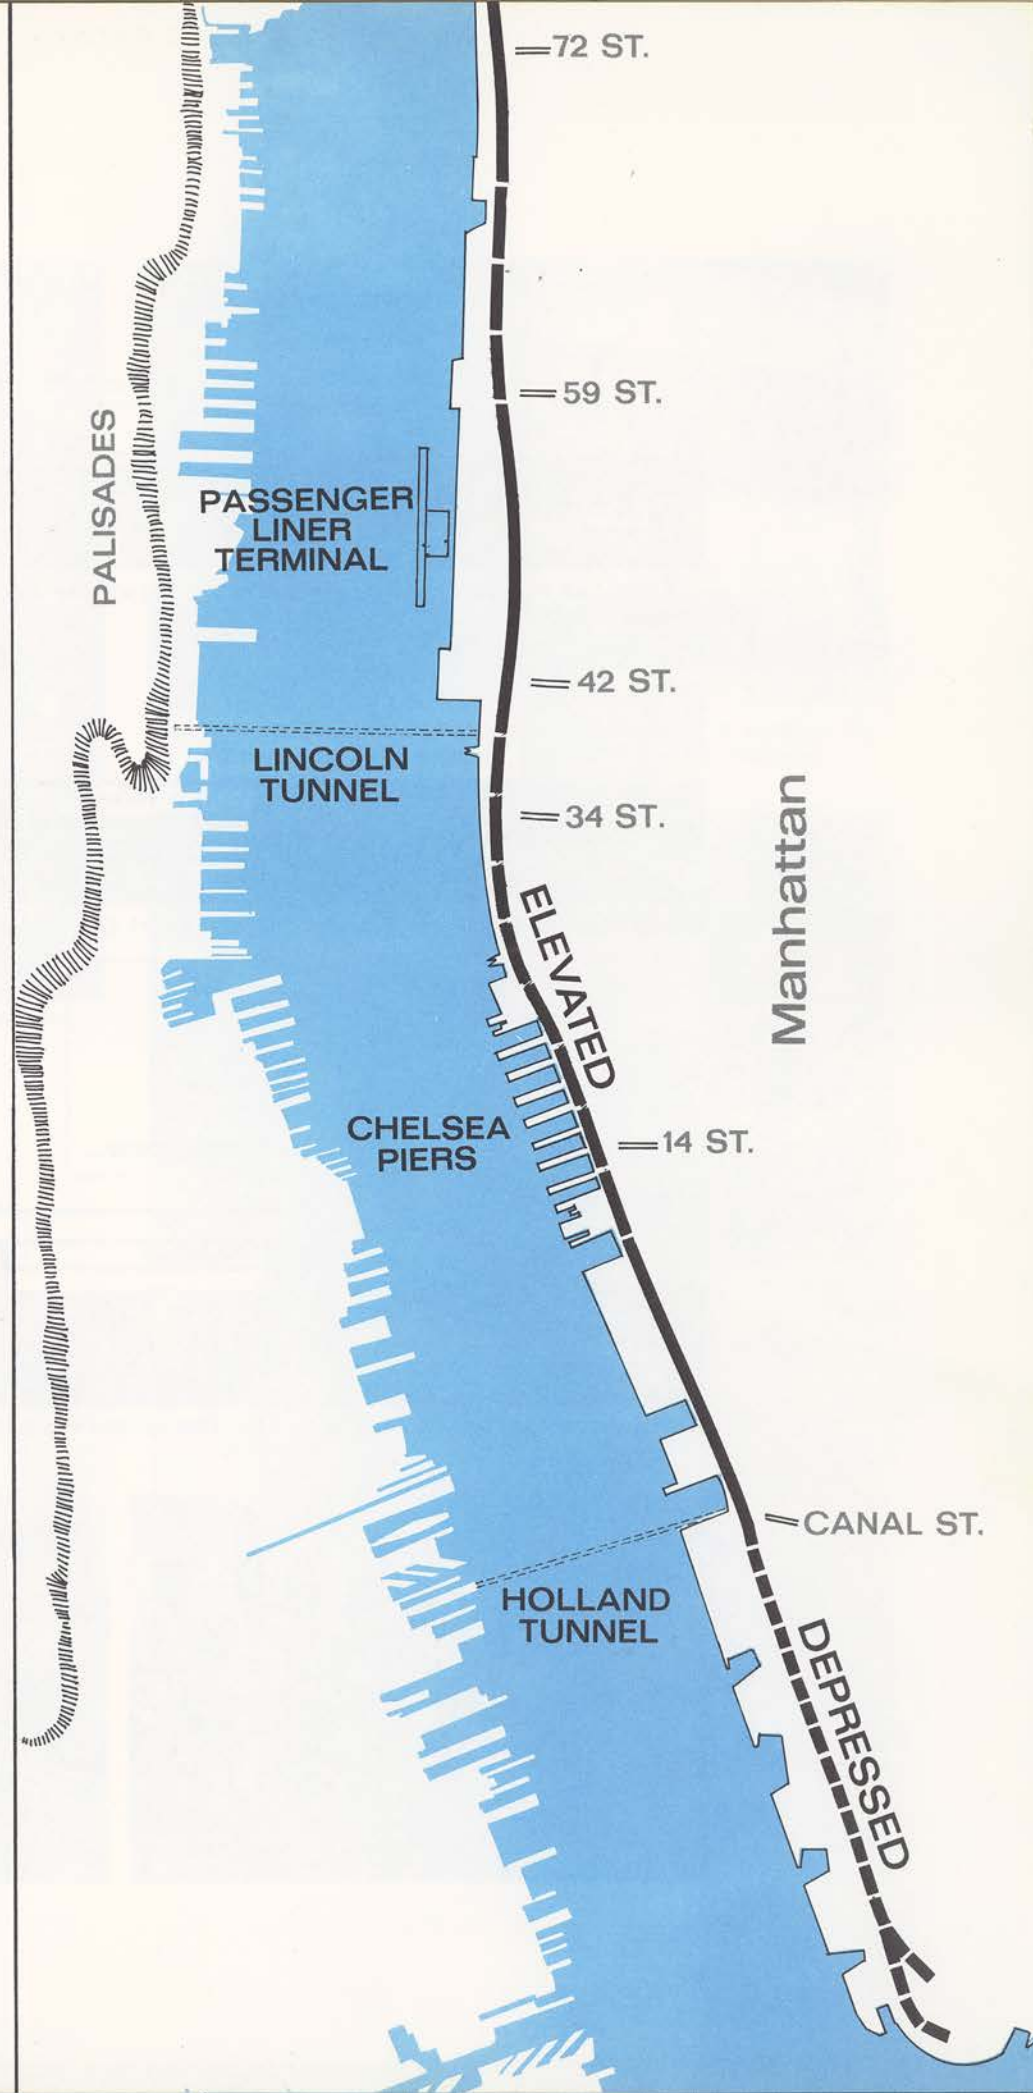 72 ST.
59 ST.
PALISADES
PASSENGER
LINER
TERMINAL
42 ST.
LINCOLN
TUNNEL
34 ST.
Manhattan
ELEVATED
CHELSEA
PIERS
14 ST.
CANAL ST.
HOLLAND
TUNNEL
DEPRESSED